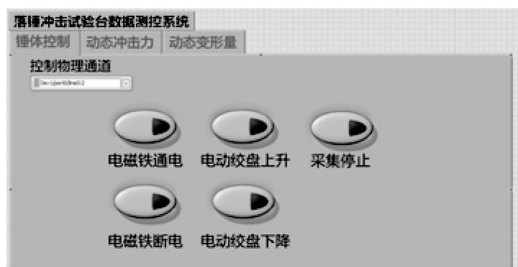 落锤冲击试验台数据测控系统
锤体控制 动态冲击力 动态变形量
控制物理通道
电磁铁通电 电动绞盘上升 采集停止
电磁铁断电 电动绞盘下降